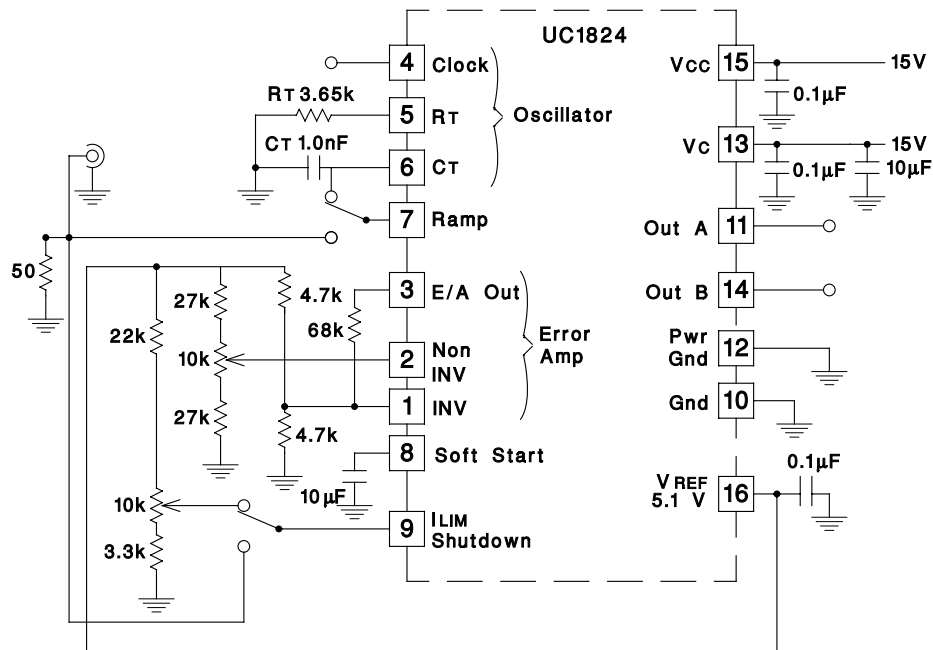 UC1824
4 Clock
RT 3.65k
5 RT
Oscillator
CT 1.0nF
6 CT
7 Ramp
50
3 E/A Out
4.7k
27k
68k
22k
Error
Amp
10k
2 Non
INV
1 INV
27k
4.7k
8 Soft Start
10µF
10k
9 ILIM
Shutdown
3.3k
Vcc 15 15V
0.1µF
Vc 13 15V
0.1µF 10µF
Out A 11
Out B 14
Pwr
Gnd 12
Gnd 10
0.1µF
VREF
5.1 V 16